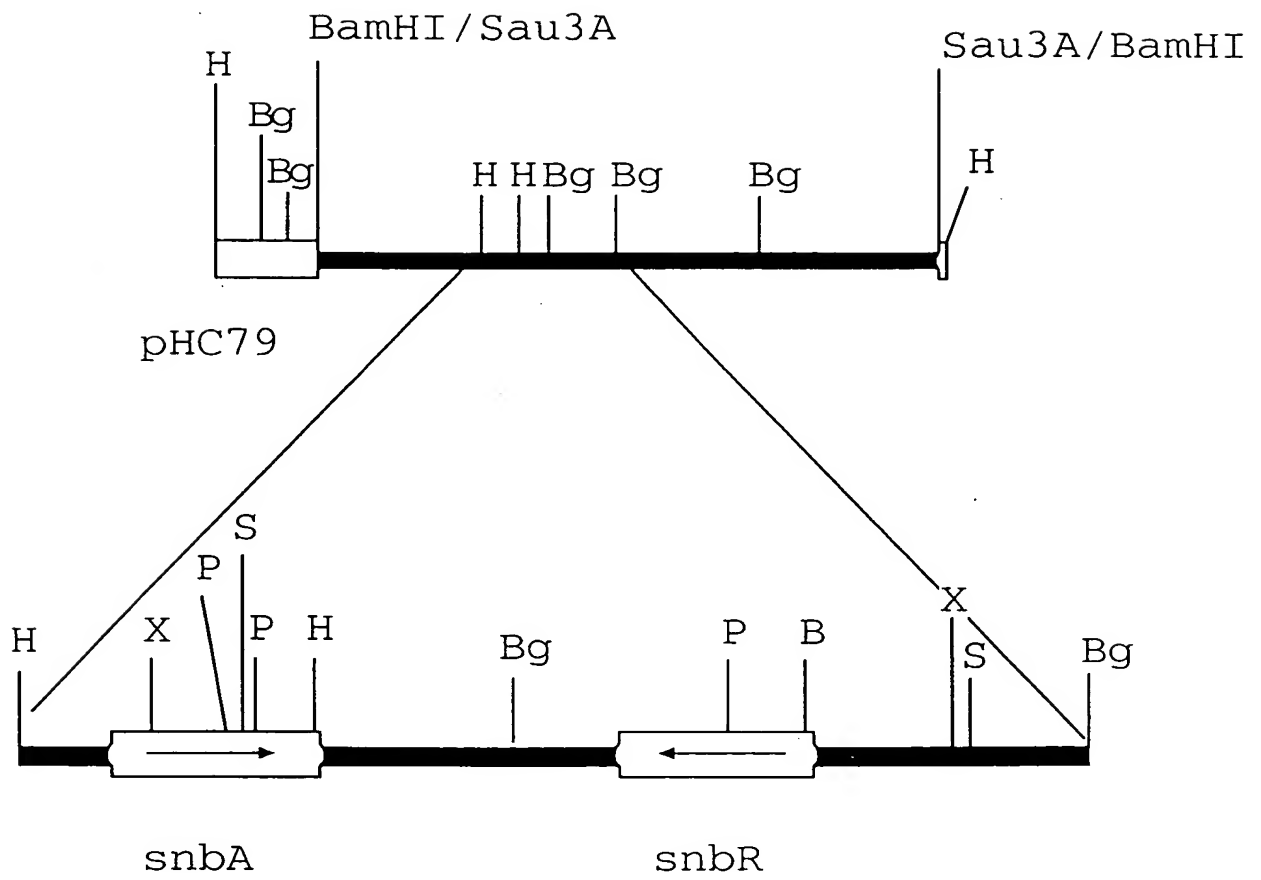 BamHI/Sau3A
Sau3A/BamHI
H
Bg
Bg
H H Bg Bg Bg
H
pHC79
S
P
X
H X P H P B
Bg S Bg
snbA snbR